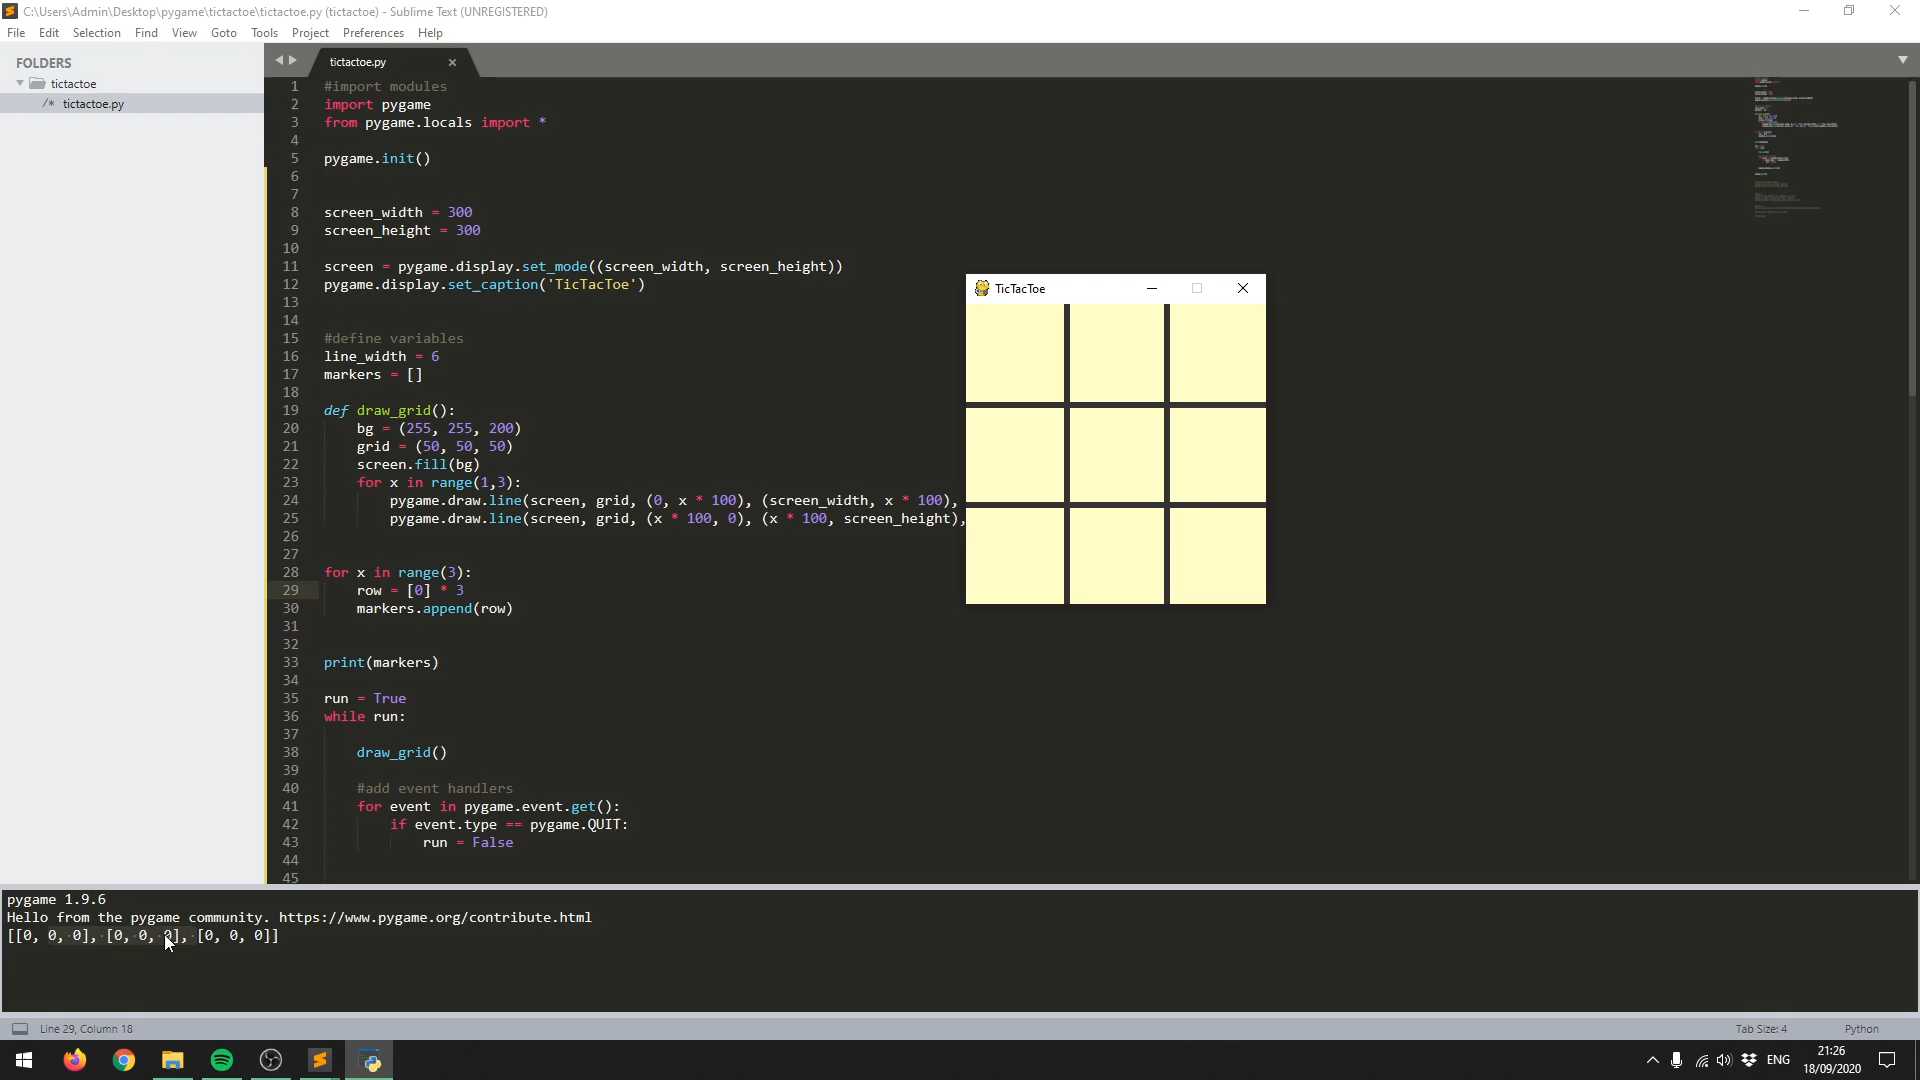 C:\Users\Admin\Desktop\pygame\tictactoe\tictactoe.py (tictactoe) - Sublime Text (UNREGISTERED)
File Edit Selection Find View Goto Tools Project Preferences Help
FOLDERS
tictactoe
/* tictactoe.py
tictactoe.py
1 #import modules
2 import pygame
3 from pygame.locals import *
4
5 pygame.init()
6
7
8 screen_width = 300
9 screen_height = 300
10
11 screen = pygame.display.set_mode((screen_width, screen_height))
12 pygame.display.set_caption('TicTacToe')
13
14
15 #define variables
16 line_width = 6
17 markers = []
18
19 def draw_grid():
20 bg = (255, 255, 200)
21 grid = (50, 50, 50)
22 screen.fill(bg)
23 for x in range(1,3):
24 pygame.draw.line(screen, grid, (0, x * 100), (screen_width, x * 100),
25 pygame.draw.line(screen, grid, (x * 100, 0), (x * 100, screen_height),
26
27
28 for x in range(3):
29 row = [0] * 3
30 markers.append(row)
31
32
33 print(markers)
34
35 run = True
36 while run:
37
38 draw_grid()
39
40 #add event handlers
41 for event in pygame.event.get():
42 if event.type == pygame.QUIT:
43 run = False
44
45
TicTacToe
pygame 1.9.6
Hello from the pygame community. https://www.pygame.org/contribute.html
[[0, 0, 0], [0, 0, 0], [0, 0, 0]]
Line 29, Column 18
Tab Size: 4
Python
ENG
21:26
18/09/2020